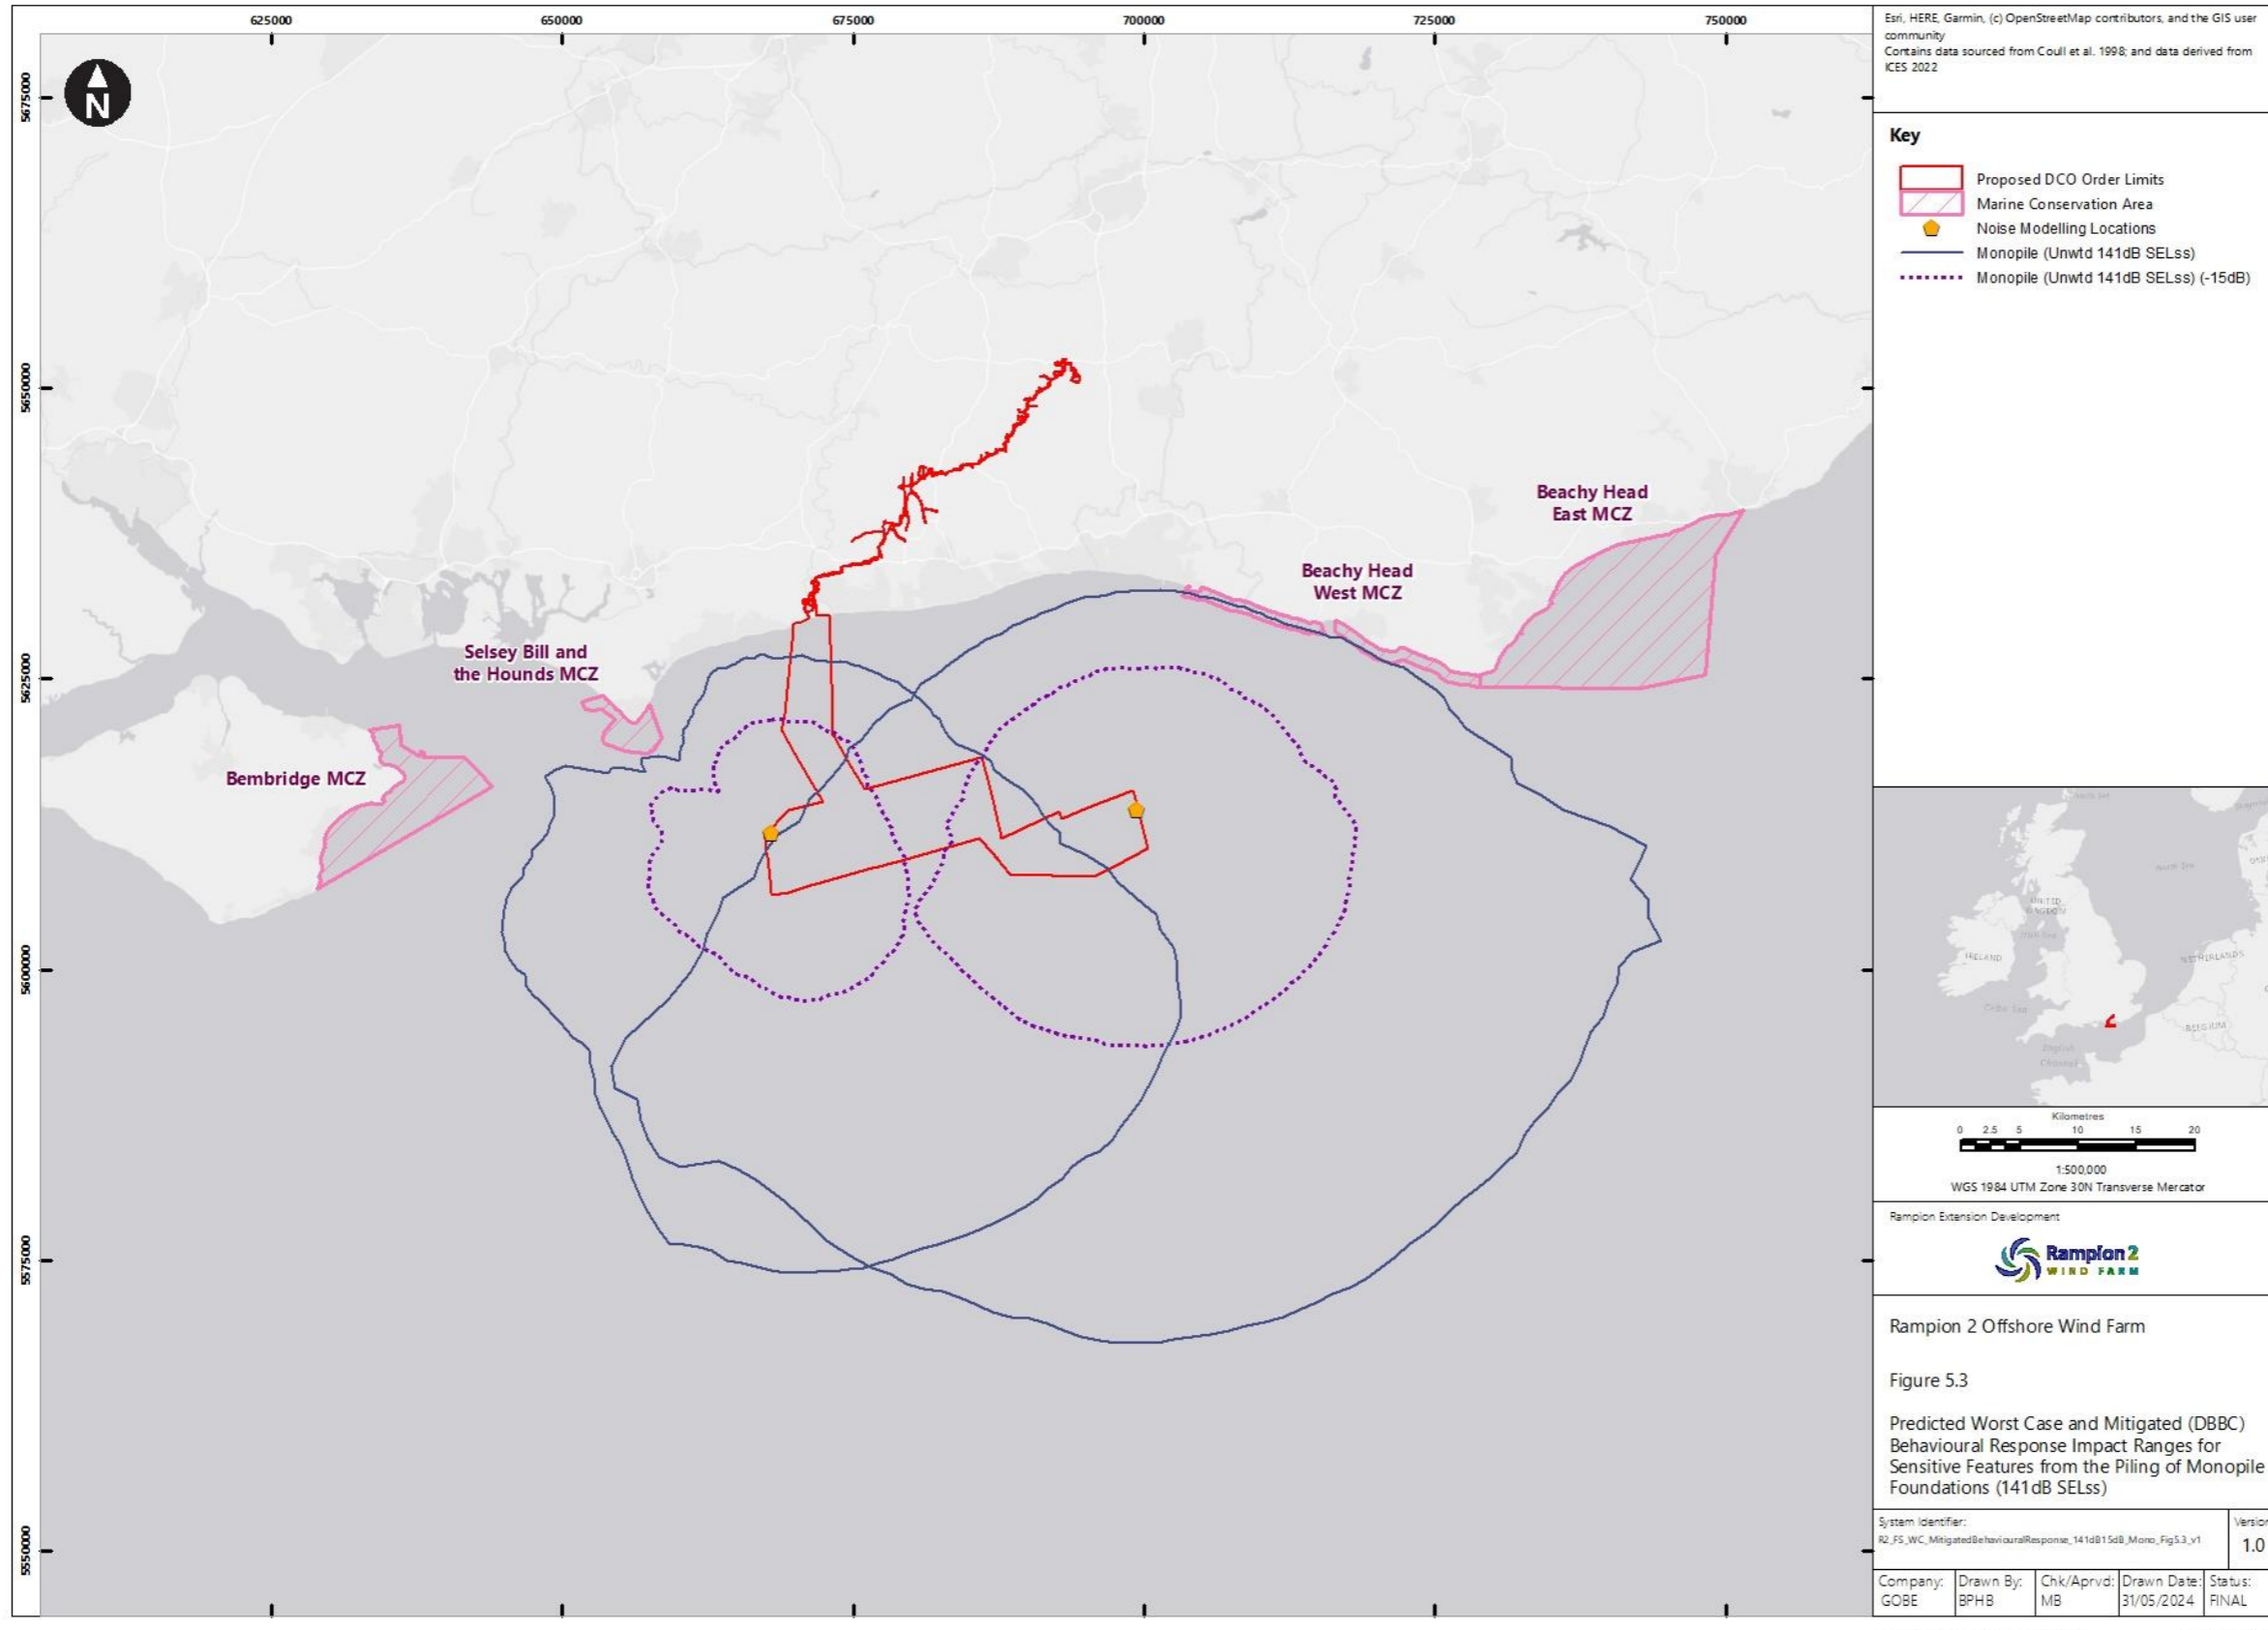 625000
650000
675000
700000
725000
750000
5675000
5650000
5625000
5600000
5575000
5550000
N
Beachy Head
East MCZ
Beachy Head
West MCZ
Selsey Bill and
the Hounds MCZ
Bembridge MCZ
Esri, HERE, Garmin, (c) OpenStreetMap contributors, and the GIS user
community
Contains data sourced from Coull et al. 1998; and data derived from
ICES 2022
Key
Proposed DCO Order Limits
Marine Conservation Area
Noise Modelling Locations
Monopile (Unwtd 141dB SELss)
Monopile (Unwtd 141dB SELss) (-15dB)
North Sea
UNITED
KINGDOM
IRELAND
NETHERLANDS
Celtic Sea
BELGIUM
English
Channel
Kilometres
0 2.5 5 10 15 20
1:500,000
WGS 1984 UTM Zone 30N Transverse Mercator
Rampion Extension Development
Rampion 2
WIND FARM
Rampion 2 Offshore Wind Farm
Figure 5.3
Predicted Worst Case and Mitigated (DBBC)
Behavioural Response Impact Ranges for
Sensitive Features from the Piling of Monopile
Foundations (141dB SELss)
System Identifier:
R2_FS_WC_MitigatedBehaviouralResponse_141dB15dB_Mono_Fig5.3_v1
Version
1.0
Company:
GOBE
Drawn By:
BPHB
Chk/Aprvd:
MB
Drawn Date:
31/05/2024
Status:
FINAL